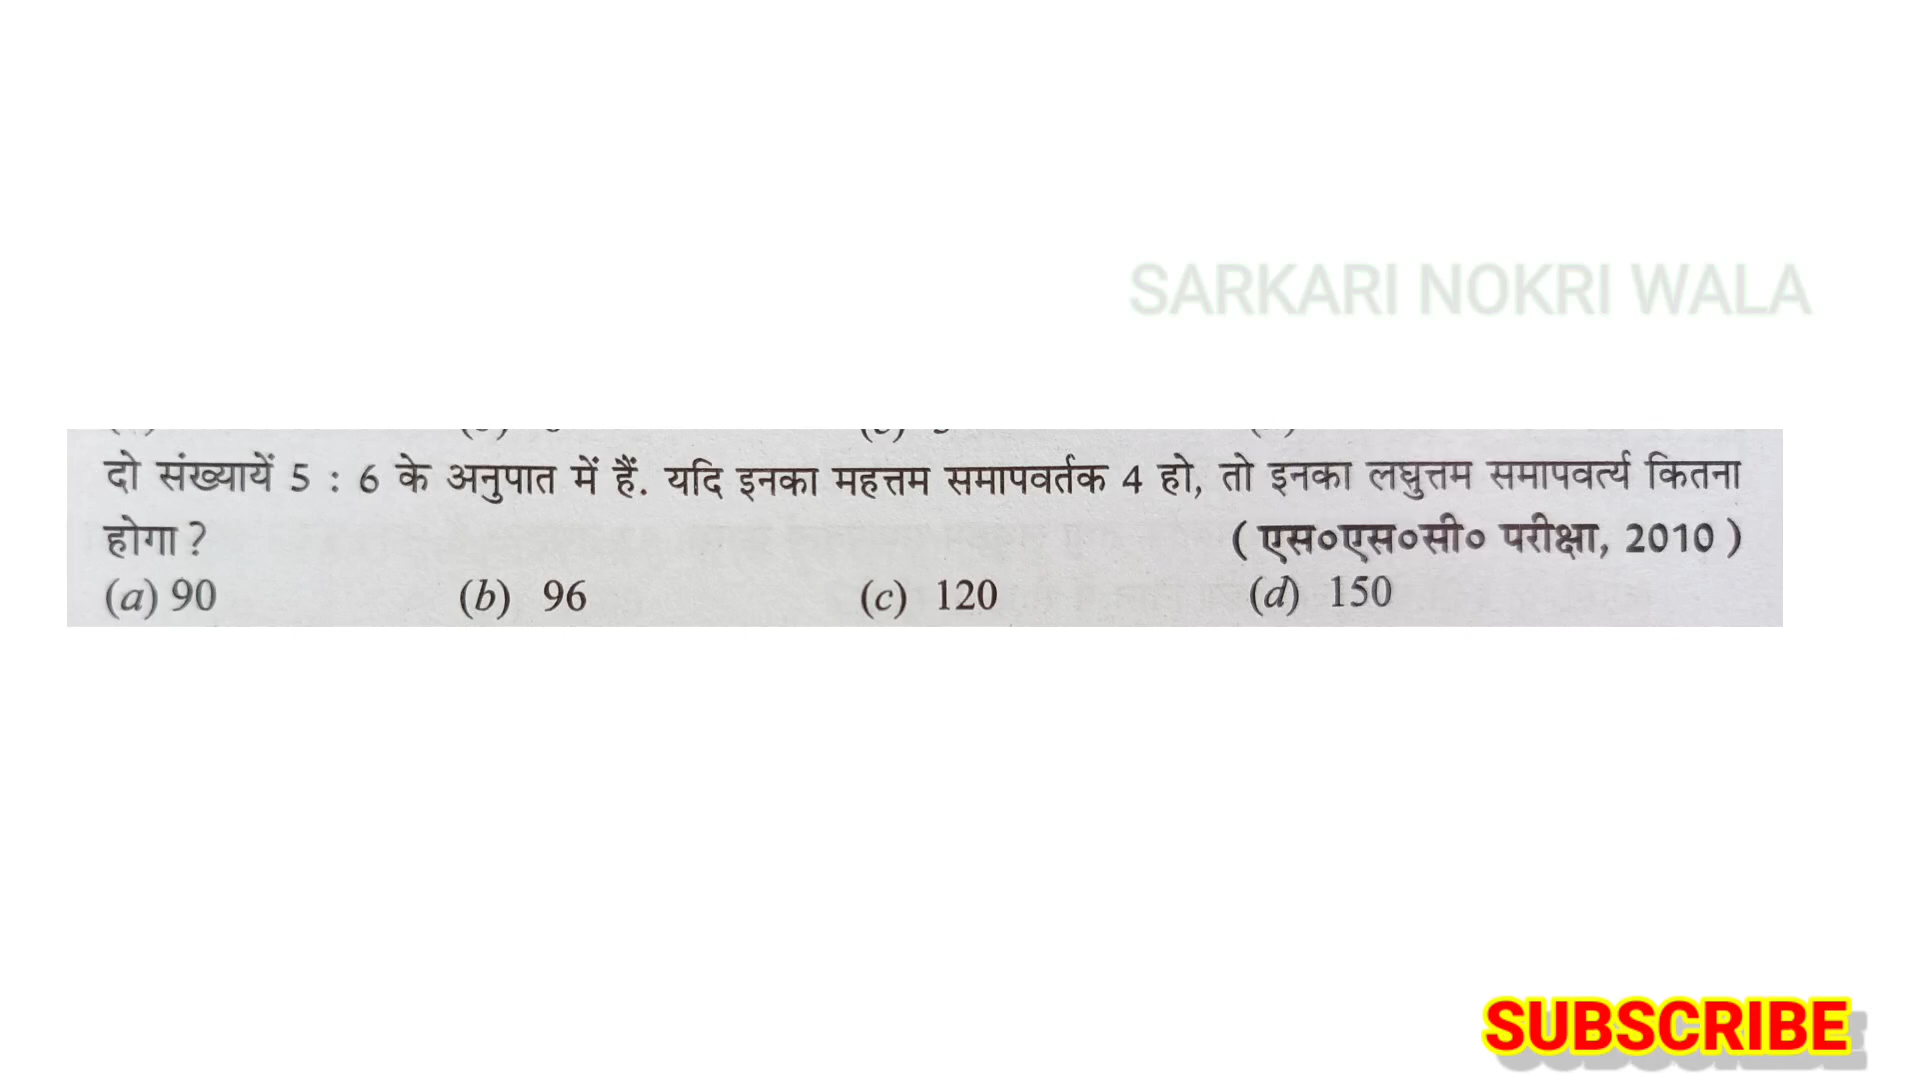 SARKARI NOKRI WALA
दो संख्यायें 5 : 6 के अनुपात में हैं. यदि इनका महत्तम समापवर्तक 4 हो, तो इनका लघुत्तम समापवर्त्य कितना
होगा ? ( एस०एस०सी० परीक्षा, 2010 )
(a) 90 (b) 96 (c) 120 (d) 150
SUBSCRIBE